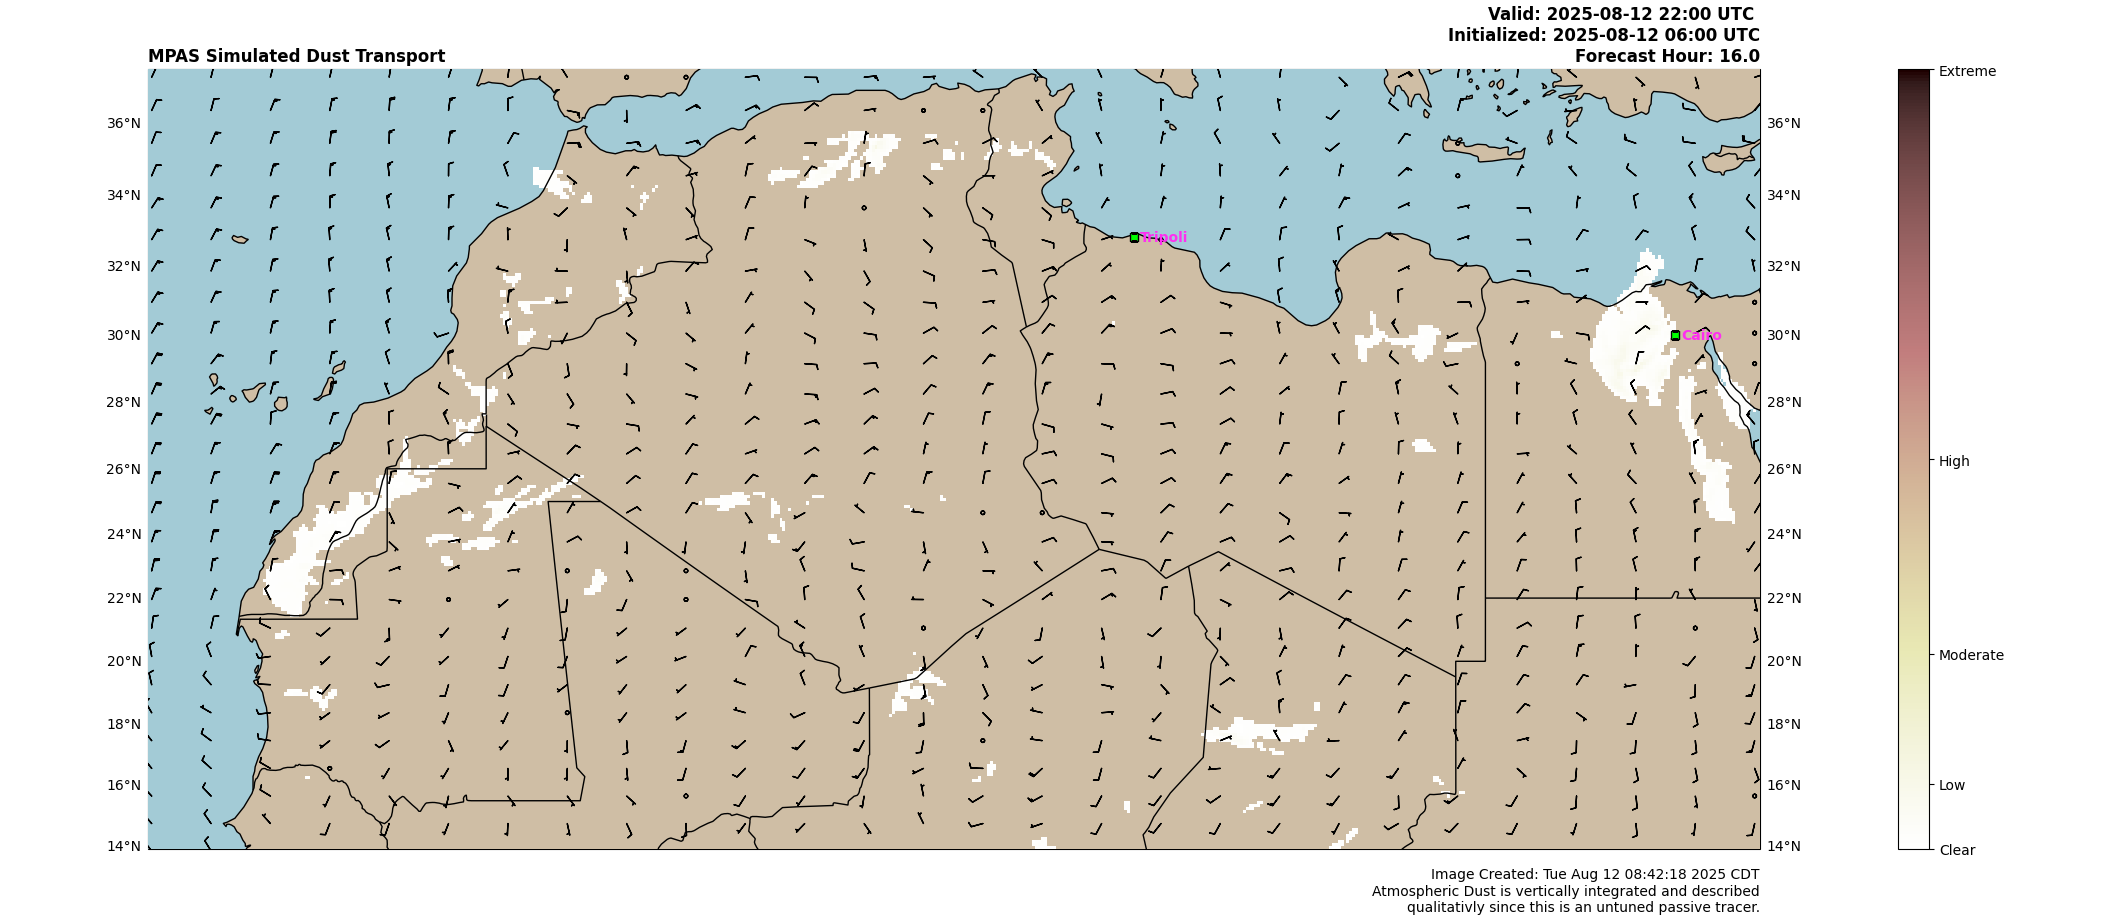 Valid: 2025-08-12 22:00 UTC
Initialized: 2025-08-12 06:00 UTC
MPAS Simulated Dust Transport Forecast Hour: 16.0
Extreme
36°N 36°N
34°N 34°N
Tripoli
32°N 32°N
30°N Cairo 30°N
28°N 28°N
26°N 26°N
High
24°N 24°N
22°N 22°N
20°N 20°N
Moderate
18°N 18°N
16°N 16°N
Low
14°N 14°N
Clear
Image Created: Tue Aug 12 08:42:18 2025 CDT
Atmospheric Dust is vertically integrated and described
qualitativly since this is an untuned passive tracer.